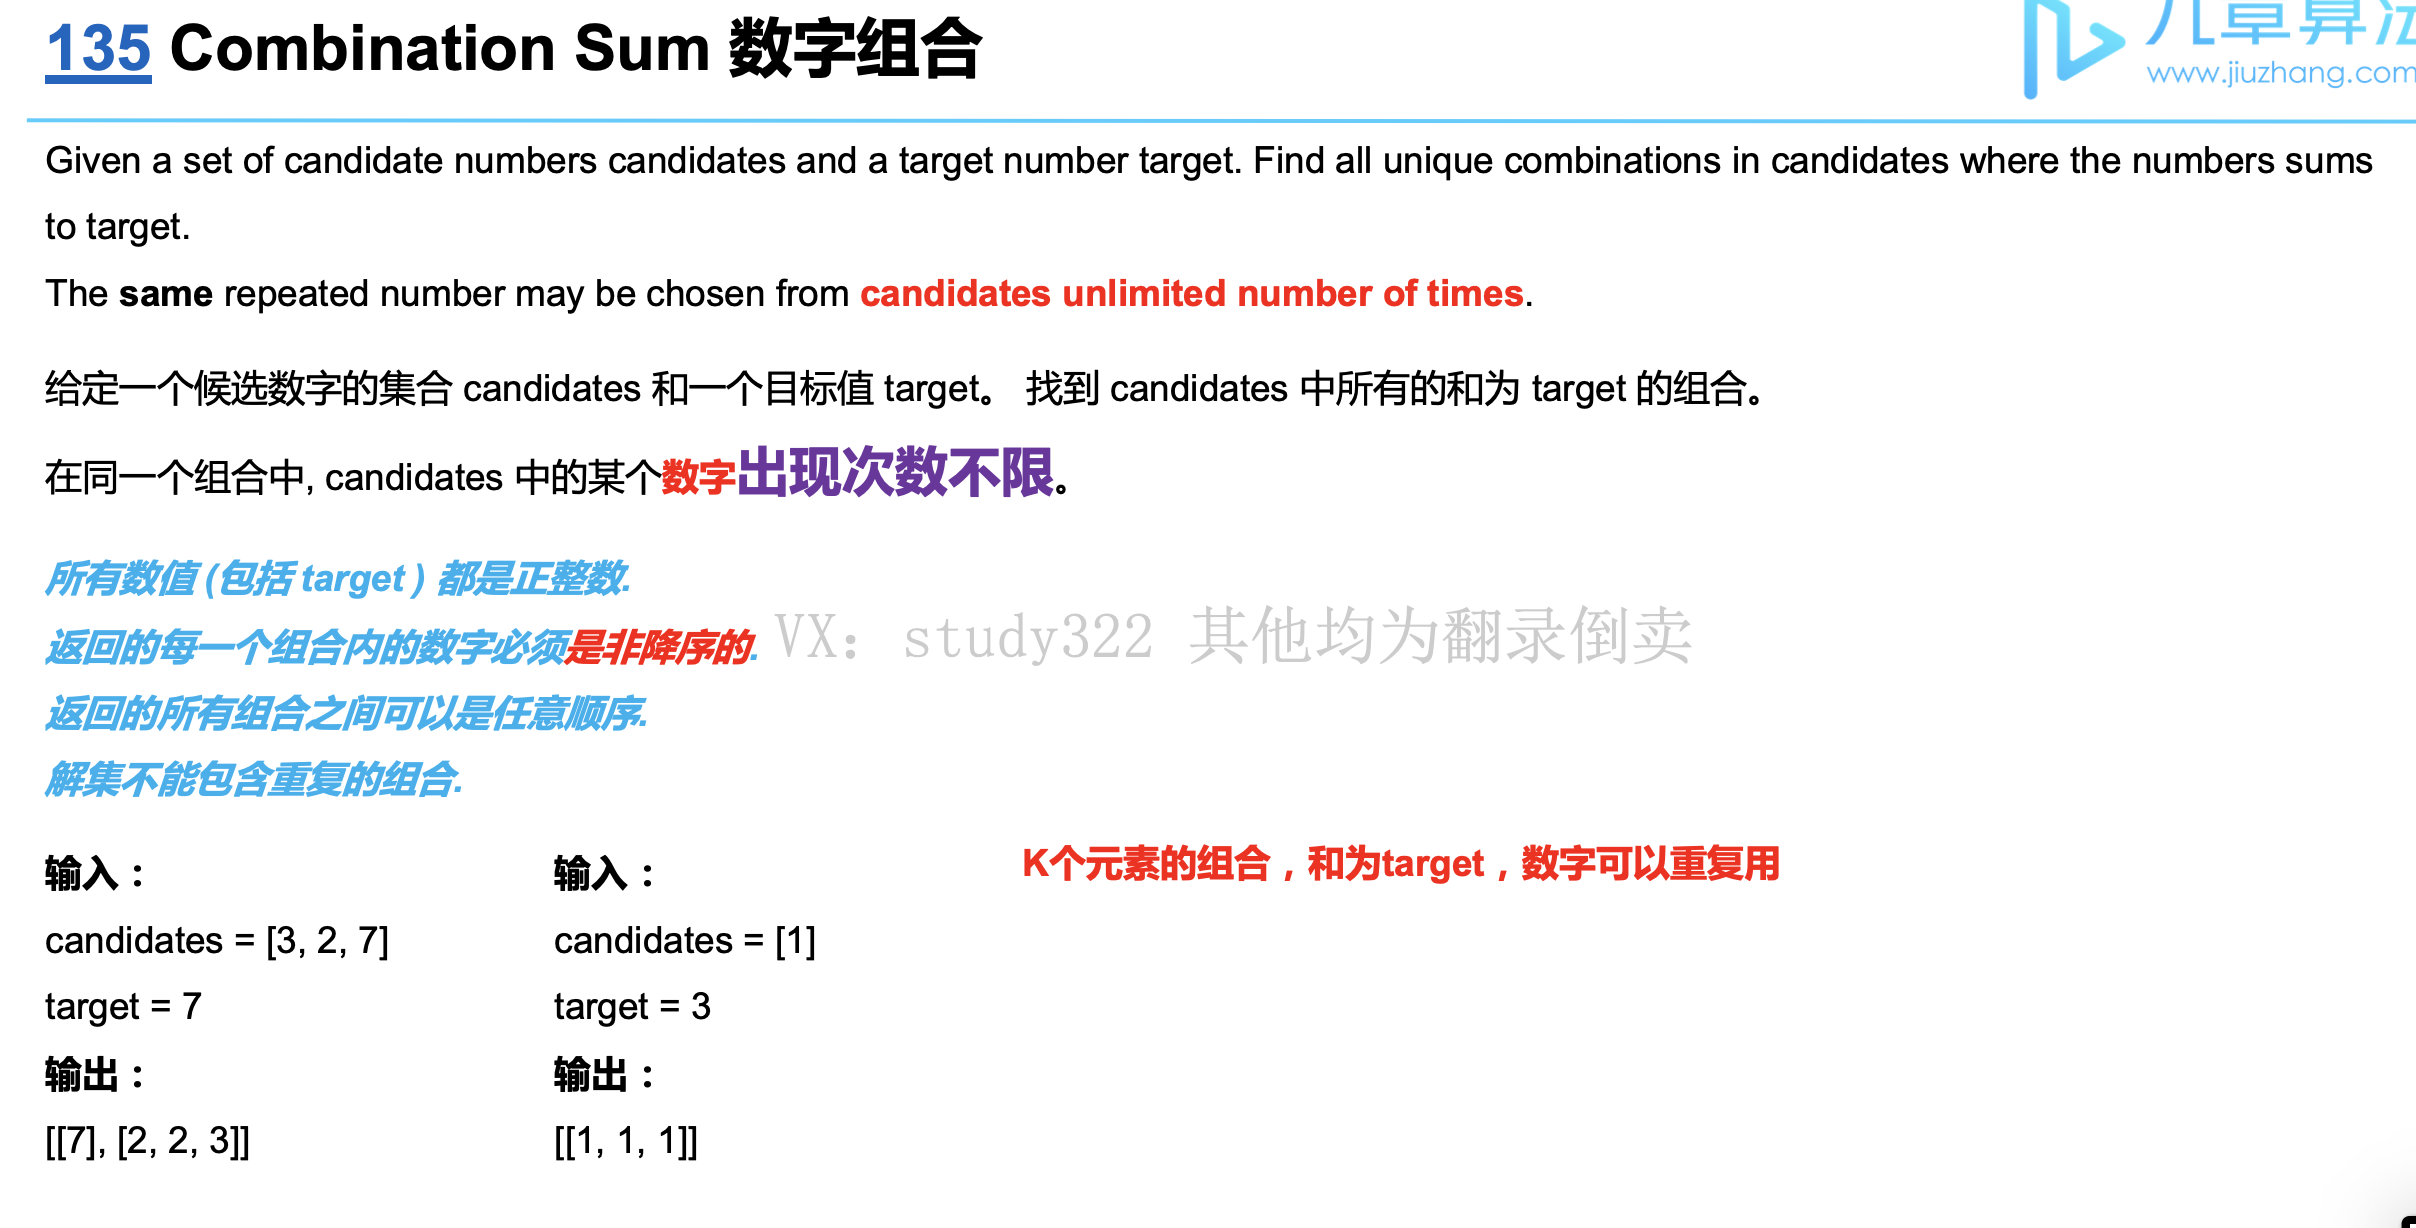 135 Combination Sum 数字组合
九章算法
www.jiuzhang.com
Given a set of candidate numbers candidates and a target number target. Find all unique combinations in candidates where the numbers sums
to target.
The same repeated number may be chosen from candidates unlimited number of times.
给定一个候选数字的集合 candidates 和一个目标值 target。 找到 candidates 中所有的和为 target 的组合。
在同一个组合中, candidates 中的某个数字出现次数不限。
所有数值 (包括 target ) 都是正整数.
返回的每一个组合内的数字必须是非降序的.
VX: study322 其他均为翻录倒卖
返回的所有组合之间可以是任意顺序.
解集不能包含重复的组合.
输入：
candidates = [3, 2, 7]
target = 7
输出：
[[7], [2, 2, 3]]
输入：
candidates = [1]
target = 3
输出：
[[1, 1, 1]]
K个元素的组合，和为target，数字可以重复用